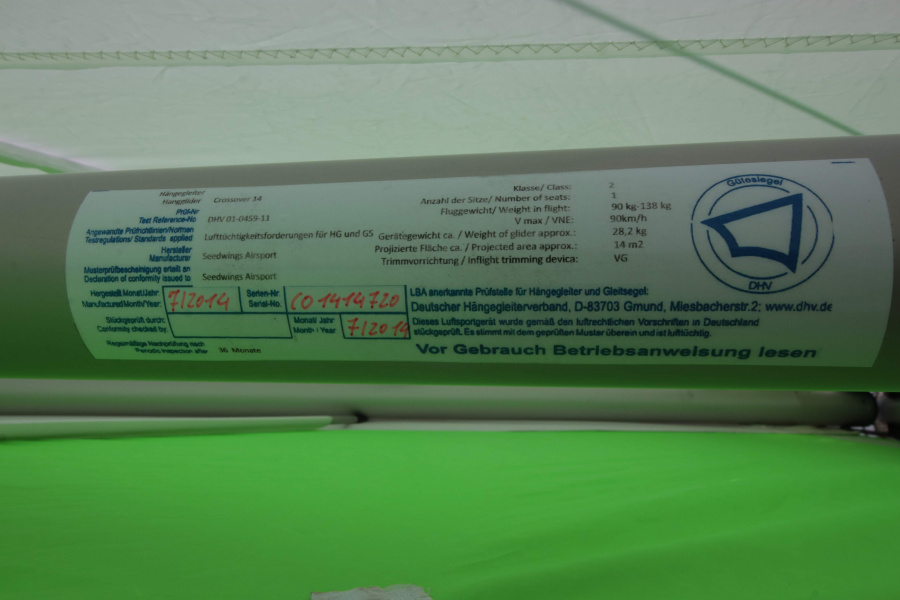 Hängegleiter
Hangglider Crossover 14
Prüf-Nr
Test Reference-No DHV 01-0459-11
Angewandte Prüfrichtlinien/Normen
Testregulations/ Standards applied Lufttüchtigkeitsforderungen für HG und GS
Hersteller
Manufacturer Seedwings Airsport
Musterprüfbescheinigung erteilt an
Declaration of conformity issued to Seedwings Airsport
Hergestellt Monat/Jahr
Manufactured Month/Year: 7/2014
Serien-Nr.
Serial-No. CO 1414720
Stückgeprüft durch:
Conformity checked by:
Monat/ Jahr
Month / Year 7/2014
Regelmäßige Nachprüfung nach
Periodic Inspection after 36 Monate
Klasse/ Class: 2
Anzahl der Sitze/ Number of seats: 1
Fluggewicht/ Weight in flight: 90 kg-138 kg
V max / VNE: 90km/h
Gerätegewicht ca. / Weight of glider approx.: 28,2 kg
Projizierte Fläche ca. / Projected area approx.: 14 m2
Trimmvorrichtung / Inflight trimming devica: VG
LBA anerkannte Prüfstelle für Hängegleiter und Gleitsegel:
Deutscher Hängegleiterverband, D-83703 Gmund, Miesbacherstr.2; www.dhv.de
Dieses Luftsportgerät wurde gemäß den luftrechtlichen Vorschriften in Deutschland
stückgeprüft. Es stimmt mit dem geprüften Muster überein und ist lufttüchtig.
Vor Gebrauch Betriebsanweisung lesen
Gütesiegel
DHV